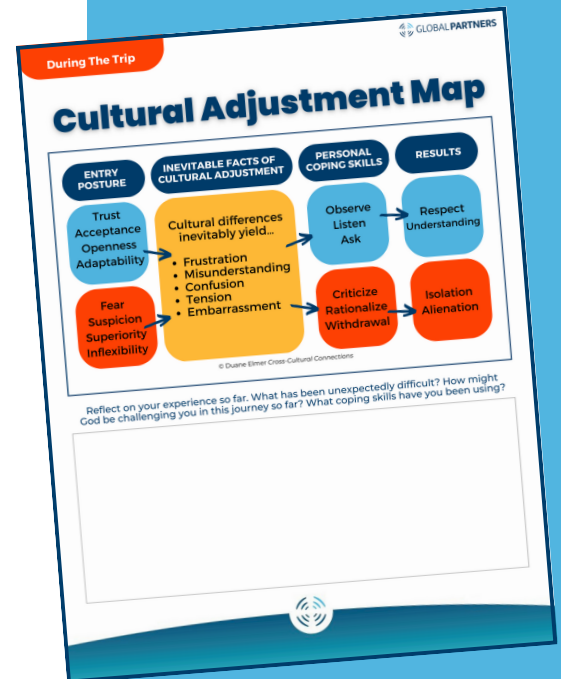 During The Trip
GLOBAL PARTNERS
Cultural Adjustment Map
ENTRY
POSTURE
INEVITABLE FACTS OF
CULTURAL ADJUSTMENT
PERSONAL
COPING SKILLS
RESULTS
Trust
Acceptance
Openness
Adaptability
Fear
Suspicion
Superiority
Inflexibility
Cultural differences
inevitably yield...
• Frustration
• Misunderstanding
• Confusion
• Tension
• Embarrassment
Observe
Listen
Ask
Criticize
Rationalize
Withdrawal
Respect
Understanding
Isolation
Alienation
© Duane Elmer Cross-Cultural Connections
Reflect on your experience so far. What has been unexpectedly difficult? How might
God be challenging you in this journey so far? What coping skills have you been using?